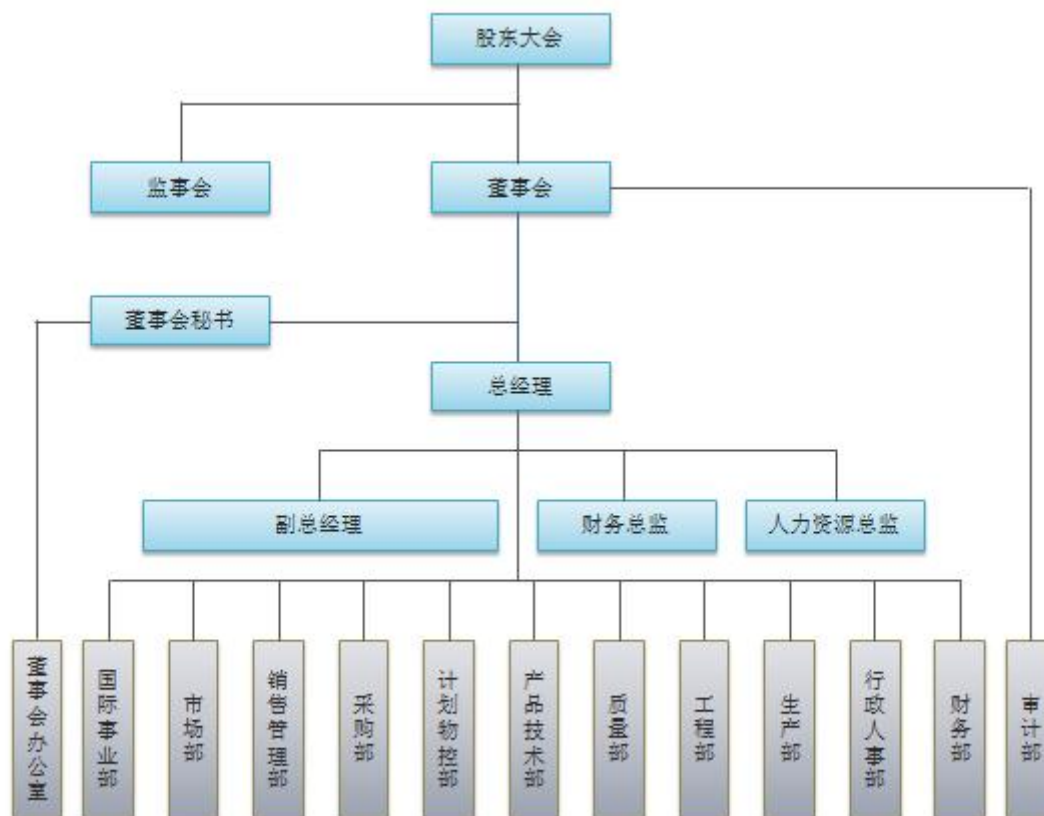 股东大会
监事会
董事会
董事会秘书
总经理
副总经理
财务总监
人力资源总监
董事会办公室
国际事业部
市场部
销售管理部
采购部
计划物控部
产品技术部
质量部
工程部
生产部
行政人事部
财务部
审计部